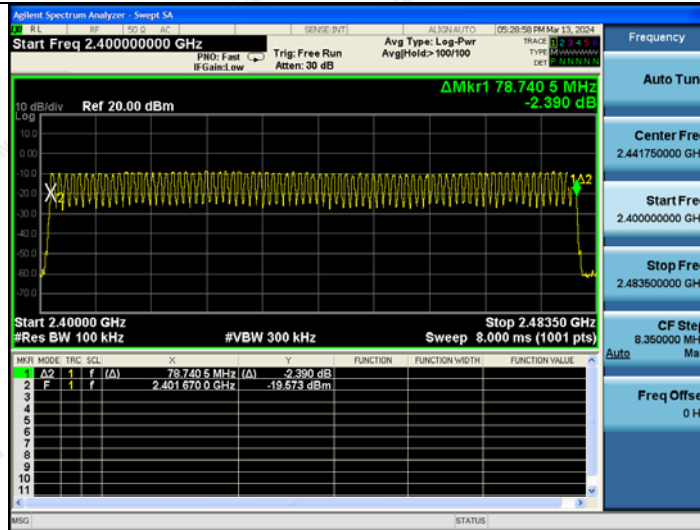 Agilent Spectrum Analyzer - Swept SA
RL RF 50 Ω AC SENSE:INT ALIGNAUTO 05:28:58 PM Mar 13, 2024
Start Freq 2.400000000 GHz
PNO: Fast
IFGain:Low
Trig: Free Run
Atten: 30 dB
Avg Type: Log-Pwr
Avg|Hold:>100/100
TRACE 1 2 3 4 5 6
TYPE
DET P N N N N N
Frequency
ΔMkr1 78.740 5 MHz
-2.390 dB
10 dB/div Ref 20.00 dBm
Log
10.0
0.00
-10.0
-20.0
-30.0
-40.0
-50.0
-60.0
-70.0
2
1Δ2
Start 2.40000 GHz Stop 2.48350 GHz
#Res BW 100 kHz #VBW 300 kHz Sweep 8.000 ms (1001 pts)
MKR MODE TRC SCL X Y FUNCTION FUNCTION WIDTH FUNCTION VALUE
1 Δ2 1 f (Δ) 78.740 5 MHz (Δ) -2.390 dB
2 F 1 f 2.401 670 0 GHz -19.573 dBm
3
4
5
6
7
8
9
10
11
MSG STATUS
Auto Tun
Center Fre
2.441750000 GH
Start Fre
2.400000000 GH
Stop Fre
2.483500000 GH
CF Step
8.350000 MH
Auto Ma
Freq Offse
0 H